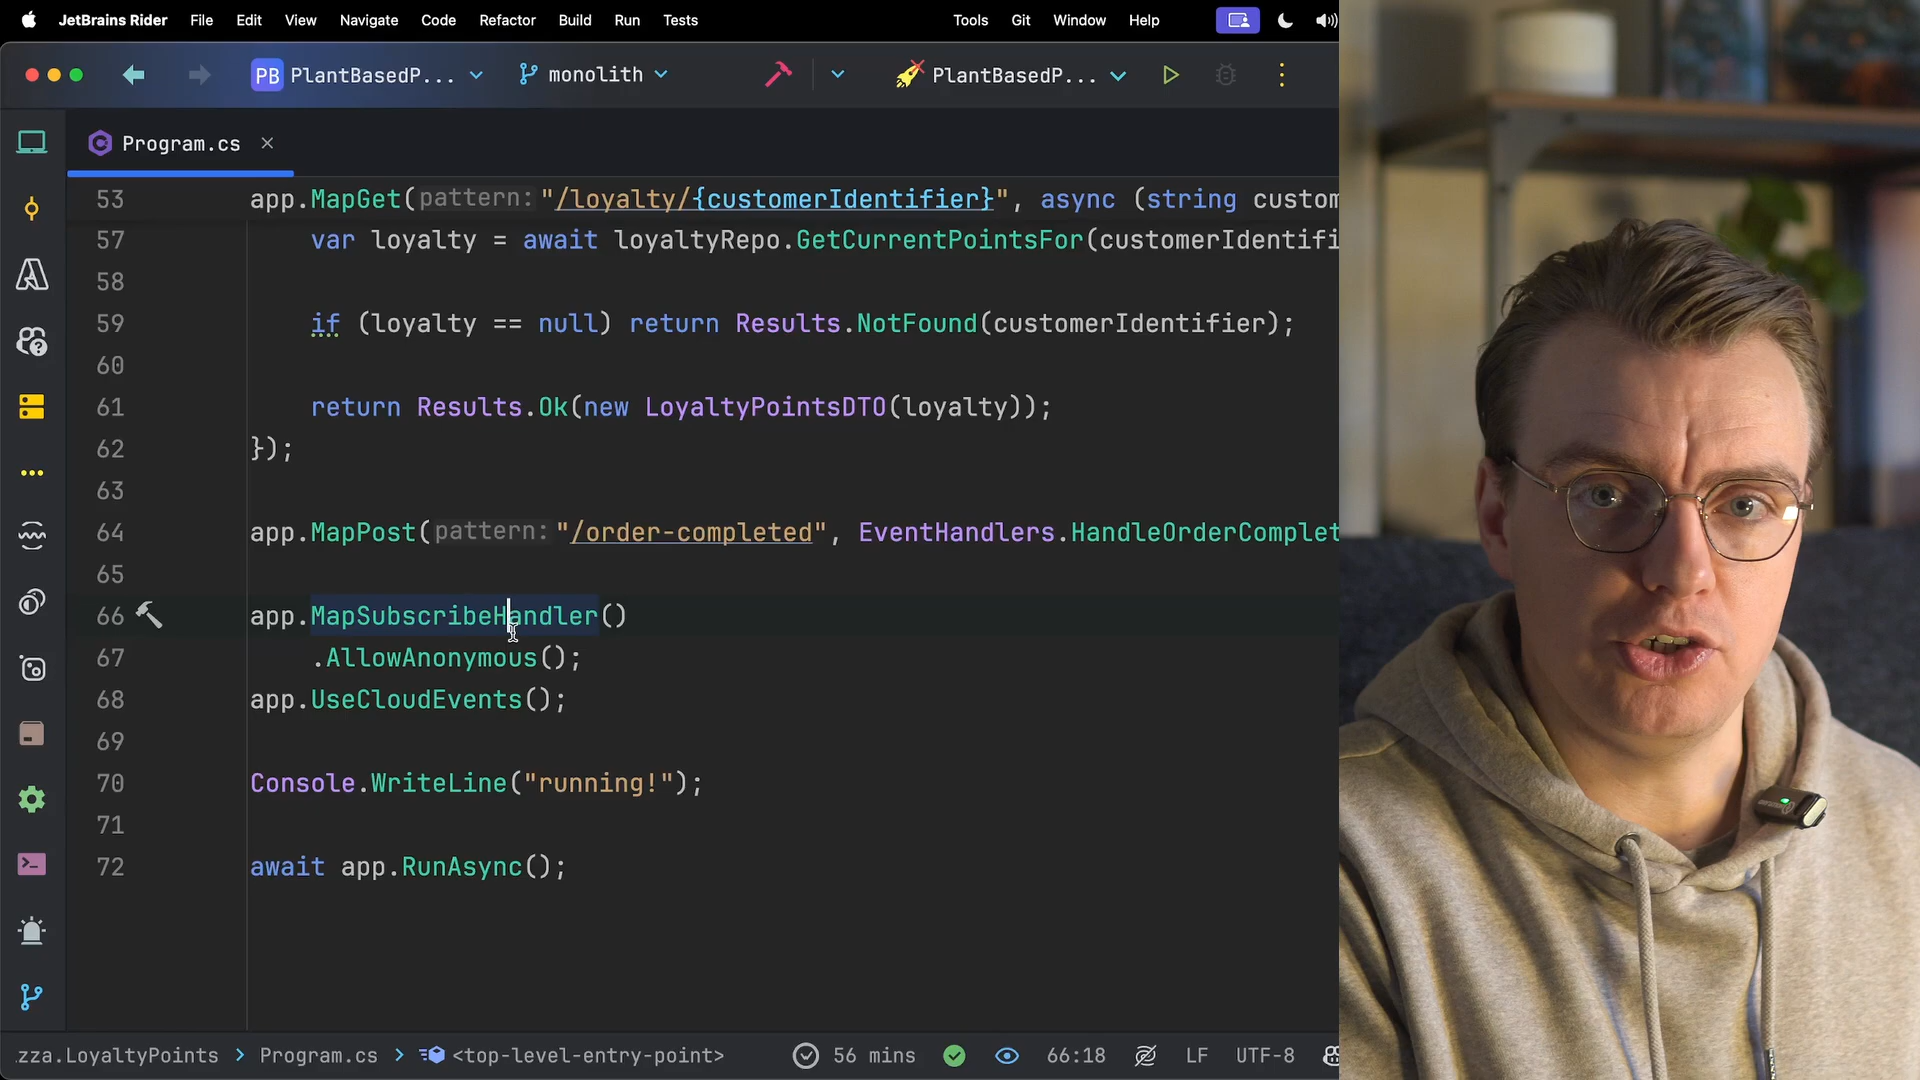 JetBrains Rider File Edit View Navigate Code Refactor Build Run Tests Tools Git Window Help
PB PlantBasedP... monolith PlantBasedP...
Program.cs
53 app.MapGet(pattern: "/loyalty/{customerIdentifier}", async (string custom
57 var loyalty = await loyaltyRepo.GetCurrentPointsFor(customerIdentifi
58
59 if (loyalty == null) return Results.NotFound(customerIdentifier);
60
61 return Results.Ok(new LoyaltyPointsDTO(loyalty));
62 });
63
64 app.MapPost(pattern: "/order-completed", EventHandlers.HandleOrderComplet
65
66 app.MapSubscribeHandler()
67 .AllowAnonymous();
68 app.UseCloudEvents();
69
70 Console.WriteLine("running!");
71
72 await app.RunAsync();
.zza.LoyaltyPoints > Program.cs > <top-level-entry-point> 56 mins 66:18 LF UTF-8